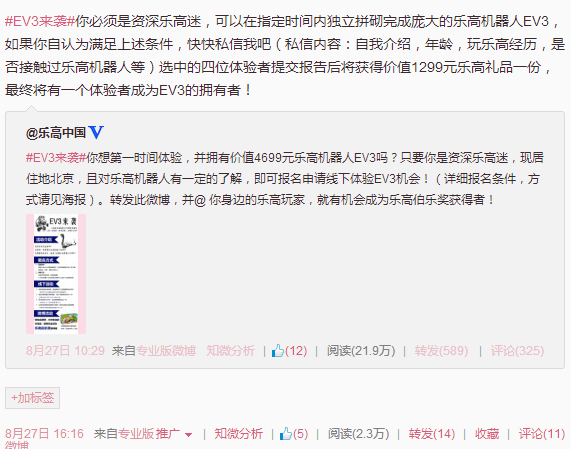 #EV3来袭#你必须是资深乐高迷，可以在指定时间内独立拼砌完成庞大的乐高机器人EV3，
如果你自认为满足上述条件，快快私信我吧（私信内容：自我介绍，年龄，玩乐高经历，是
否接触过乐高机器人等）选中的四位体验者提交报告后将获得价值1299元乐高礼品一份，
最终将有一个体验者成为EV3的拥有者！
@乐高中国
#EV3来袭#你想第一时间体验，并拥有价值4699元乐高机器人EV3吗？只要你是资深乐高迷，现居
住地北京，且对乐高机器人有一定的了解，即可报名申请线下体验EV3机会！（详细报名条件，方
式请见海报）。转发此微博，并@ 你身边的乐高玩家，就有机会成为乐高伯乐奖获得者！
EV3来袭
8月27日 10:29 来自专业版微博 知微分析 | (12) | 阅读(21.9万) | 转发(589) | 评论(325)
+加标签
8月27日 16:16 来自专业版 推广 | 知微分析 | (5) | 阅读(2.3万) | 转发(14) | 收藏 | 评论(11)
微博